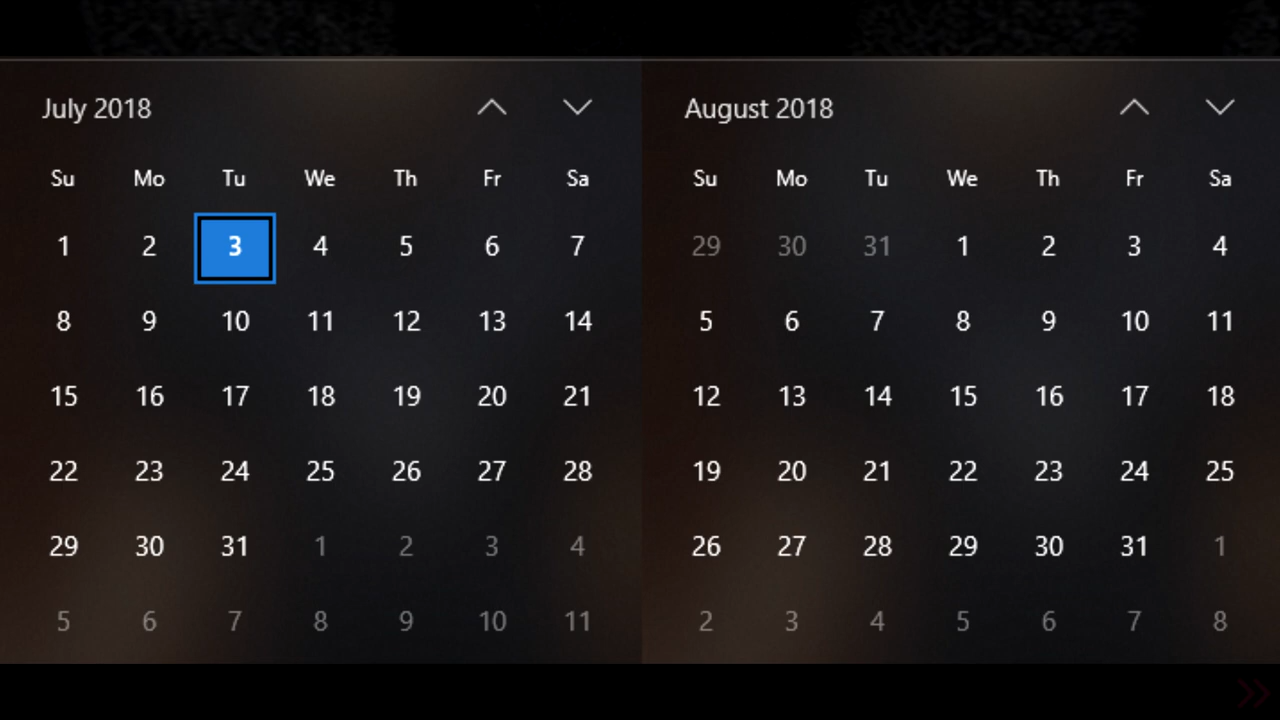 July 2018
Su Mo Tu We Th Fr Sa
1 2 3 4 5 6 7
8 9 10 11 12 13 14
15 16 17 18 19 20 21
22 23 24 25 26 27 28
29 30 31 1 2 3 4
5 6 7 8 9 10 11
August 2018
Su Mo Tu We Th Fr Sa
29 30 31 1 2 3 4
5 6 7 8 9 10 11
12 13 14 15 16 17 18
19 20 21 22 23 24 25
26 27 28 29 30 31 1
2 3 4 5 6 7 8